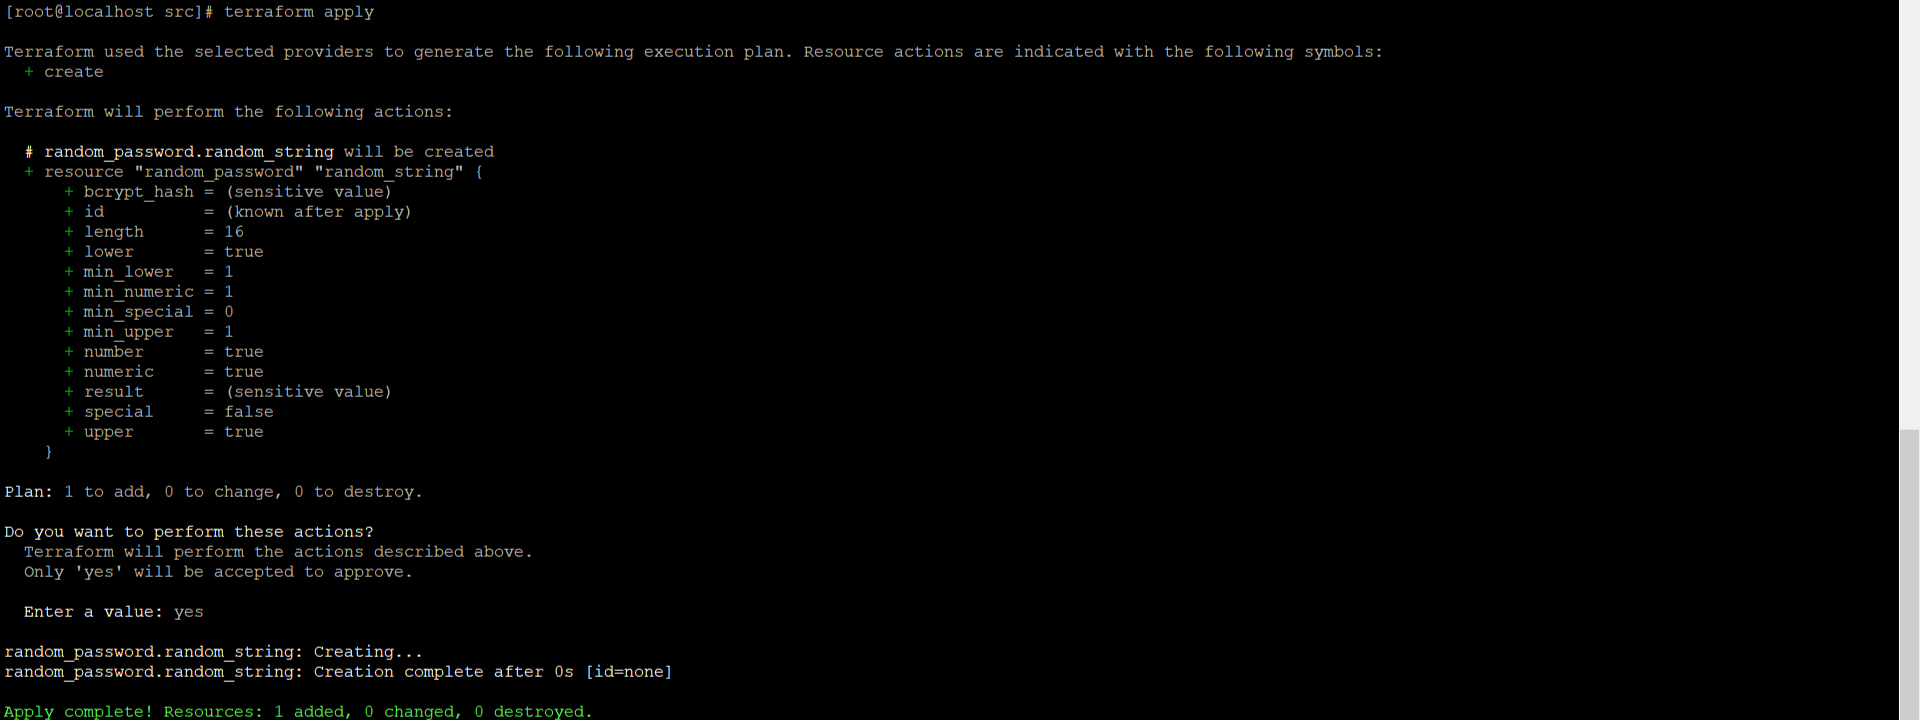 [root@localhost src]# terraform apply
Terraform used the selected providers to generate the following execution plan. Resource actions are indicated with the following symbols:
  + create
Terraform will perform the following actions:
  # random_password.random_string will be created
  + resource "random_password" "random_string" {
      + bcrypt_hash = (sensitive value)
      + id          = (known after apply)
      + length      = 16
      + lower       = true
      + min_lower   = 1
      + min_numeric = 1
      + min_special = 0
      + min_upper   = 1
      + number      = true
      + numeric     = true
      + result      = (sensitive value)
      + special     = false
      + upper       = true
    }
Plan: 1 to add, 0 to change, 0 to destroy.
Do you want to perform these actions?
  Terraform will perform the actions described above.
  Only 'yes' will be accepted to approve.
  Enter a value: yes
random_password.random_string: Creating...
random_password.random_string: Creation complete after 0s [id=none]
Apply complete! Resources: 1 added, 0 changed, 0 destroyed.